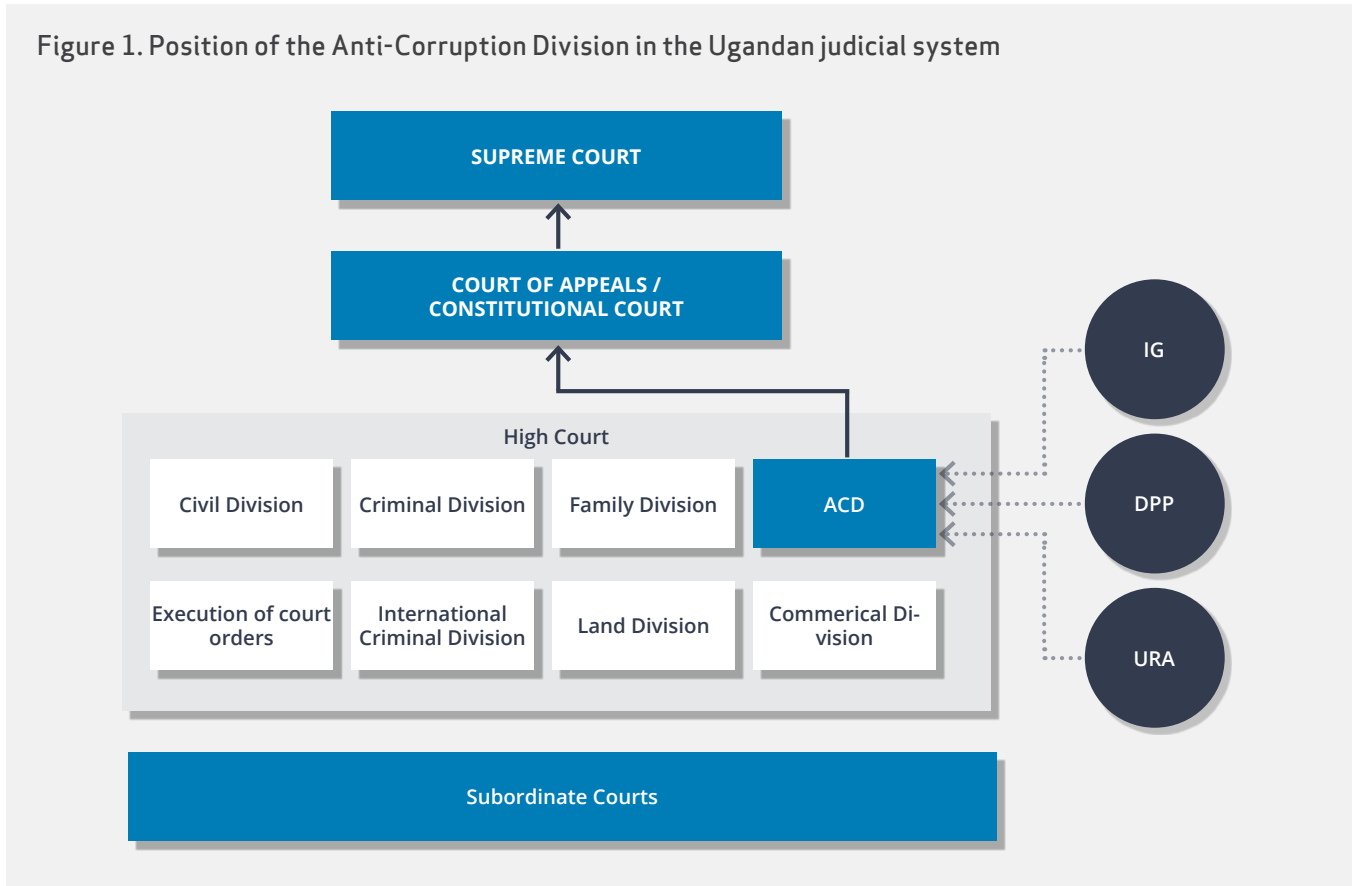 Figure 1. Position of the Anti-Corruption Division in the Ugandan judicial system
SUPREME COURT
COURT OF APPEALS /
CONSTITUTIONAL COURT
IG
High Court
Civil Division
Criminal Division
Family Division
ACD
DPP
Execution of court
orders
International
Criminal Division
Land Division
Commerical Di-
vision
URA
Subordinate Courts